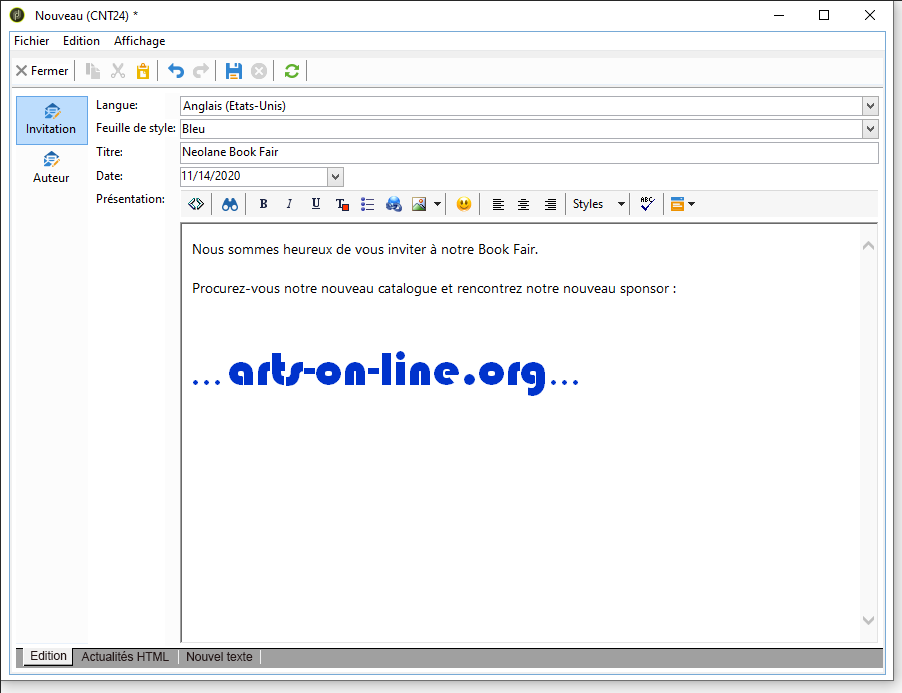 Nouveau (CNT24) *
Fichier Edition Affichage
Fermer
Invitation
Auteur
Langue: Anglais (Etats-Unis)
Feuille de style: Bleu
Titre: Neolane Book Fair
Date: 11/14/2020
Présentation:
B I U T Styles ABC
Nous sommes heureux de vous inviter à notre Book Fair.
Procurez-vous notre nouveau catalogue et rencontrez notre nouveau sponsor :
...arts-on-line.org...
Edition Actualités HTML Nouvel texte